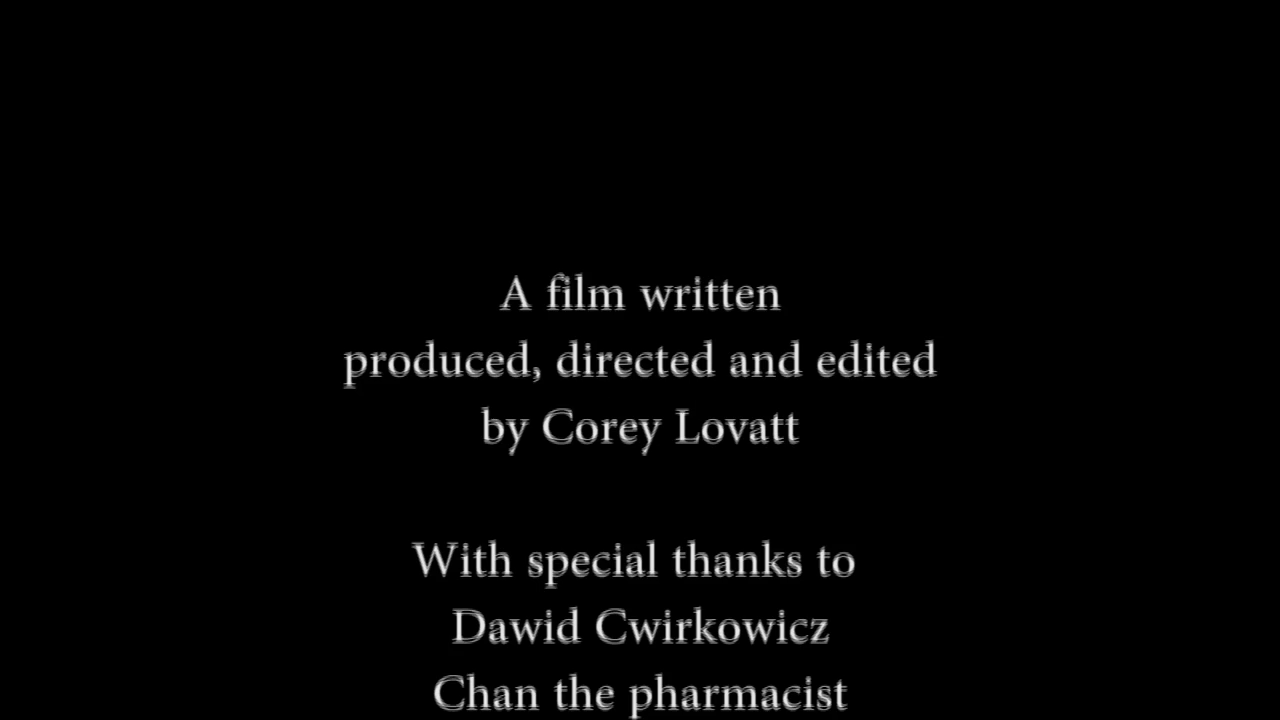 A film written
produced, directed and edited
by Corey Lovatt
With special thanks to
Dawid Cwirkowicz
Chan the pharmacist